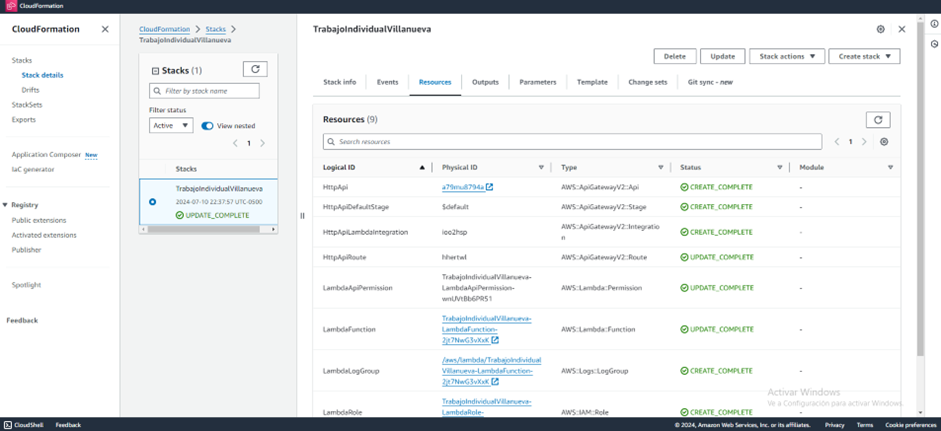 CloudFormation
CloudFormation
Stacks
Stack details
Drifts
StackSets
Exports
Application Composer New
IaC generator
Registry
Public extensions
Activated extensions
Publisher
Spotlight
Feedback
CloudFormation > Stacks >
TrabajoIndividualVillanueva
Stacks (1)
Filter by stack name
Filter status
Active
View nested
1
Stacks
TrabajoIndividualVillanueva
2024-07-10 22:37:57 UTC-0500
UPDATE_COMPLETE
TrabajoIndividualVillanueva
Delete Update Stack actions Create stack
Stack info Events Resources Outputs Parameters Template Change sets Git sync - new
Resources (9)
Search resources
1
Logical ID Physical ID Type Status Module
HttpApi a79mu8794a AWS::ApiGatewayV2::Api CREATE_COMPLETE -
HttpApiDefaultStage $default AWS::ApiGatewayV2::Stage CREATE_COMPLETE -
HttpApiLambdaIntegration ioo2hsp AWS::ApiGatewayV2::Integratio
n CREATE_COMPLETE -
HttpApiRoute hhertwl AWS::ApiGatewayV2::Route UPDATE_COMPLETE -
LambdaApiPermission TrabajoIndividualVillanueva-
LambdaApiPermission-
wnUVtBb6PRS1 AWS::Lambda::Permission UPDATE_COMPLETE -
LambdaFunction TrabajoIndividualVillanueva-
LambdaFunction-
2jt7NwG3vXxK AWS::Lambda::Function UPDATE_COMPLETE -
LambdaLogGroup /aws/lambda/TrabajoIndividual
Villanueva-LambdaFunction-
2jt7NwG3vXxK AWS::Logs::LogGroup CREATE_COMPLETE -
LambdaRole TrabajoIndividualVillanueva-
LambdaRole- AWS::IAM::Role CREATE_COMPLETE -
Activar Windows
Ve a Configuración para activar Windows.
CloudShell Feedback © 2024, Amazon Web Services, Inc. or its affiliates. Privacy Terms Cookie preferences